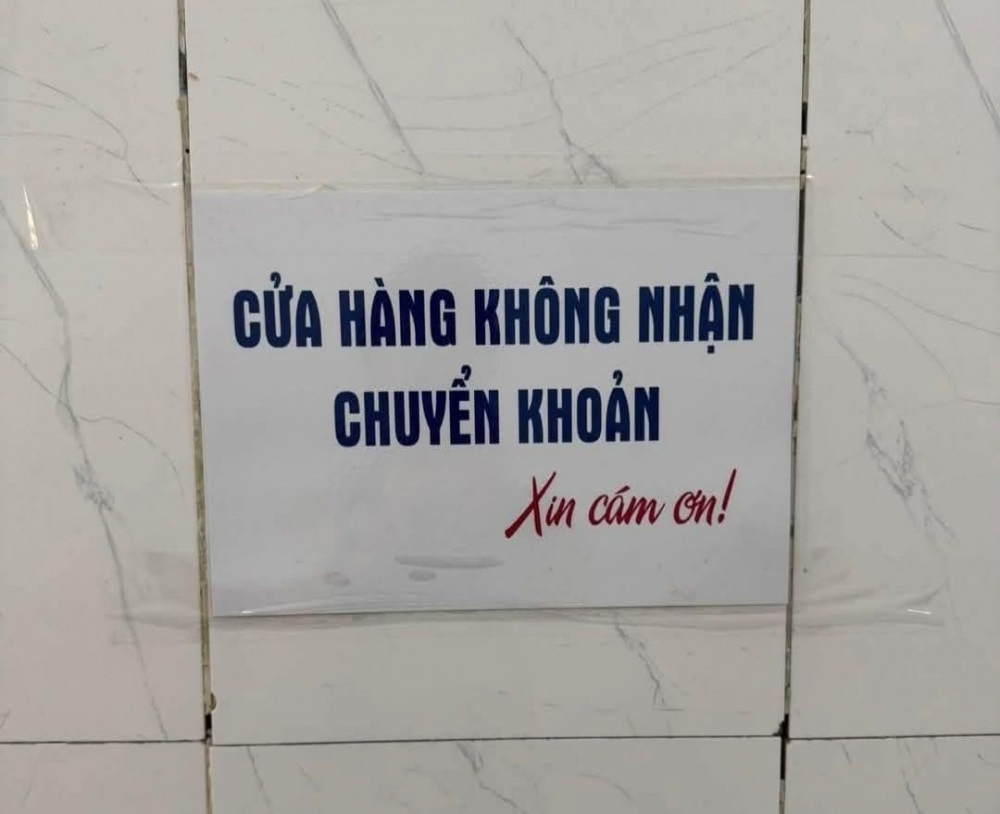 CỬA HÀNG KHÔNG NHẬN
CHUYỂN KHOẢN
Xin cám ơn!